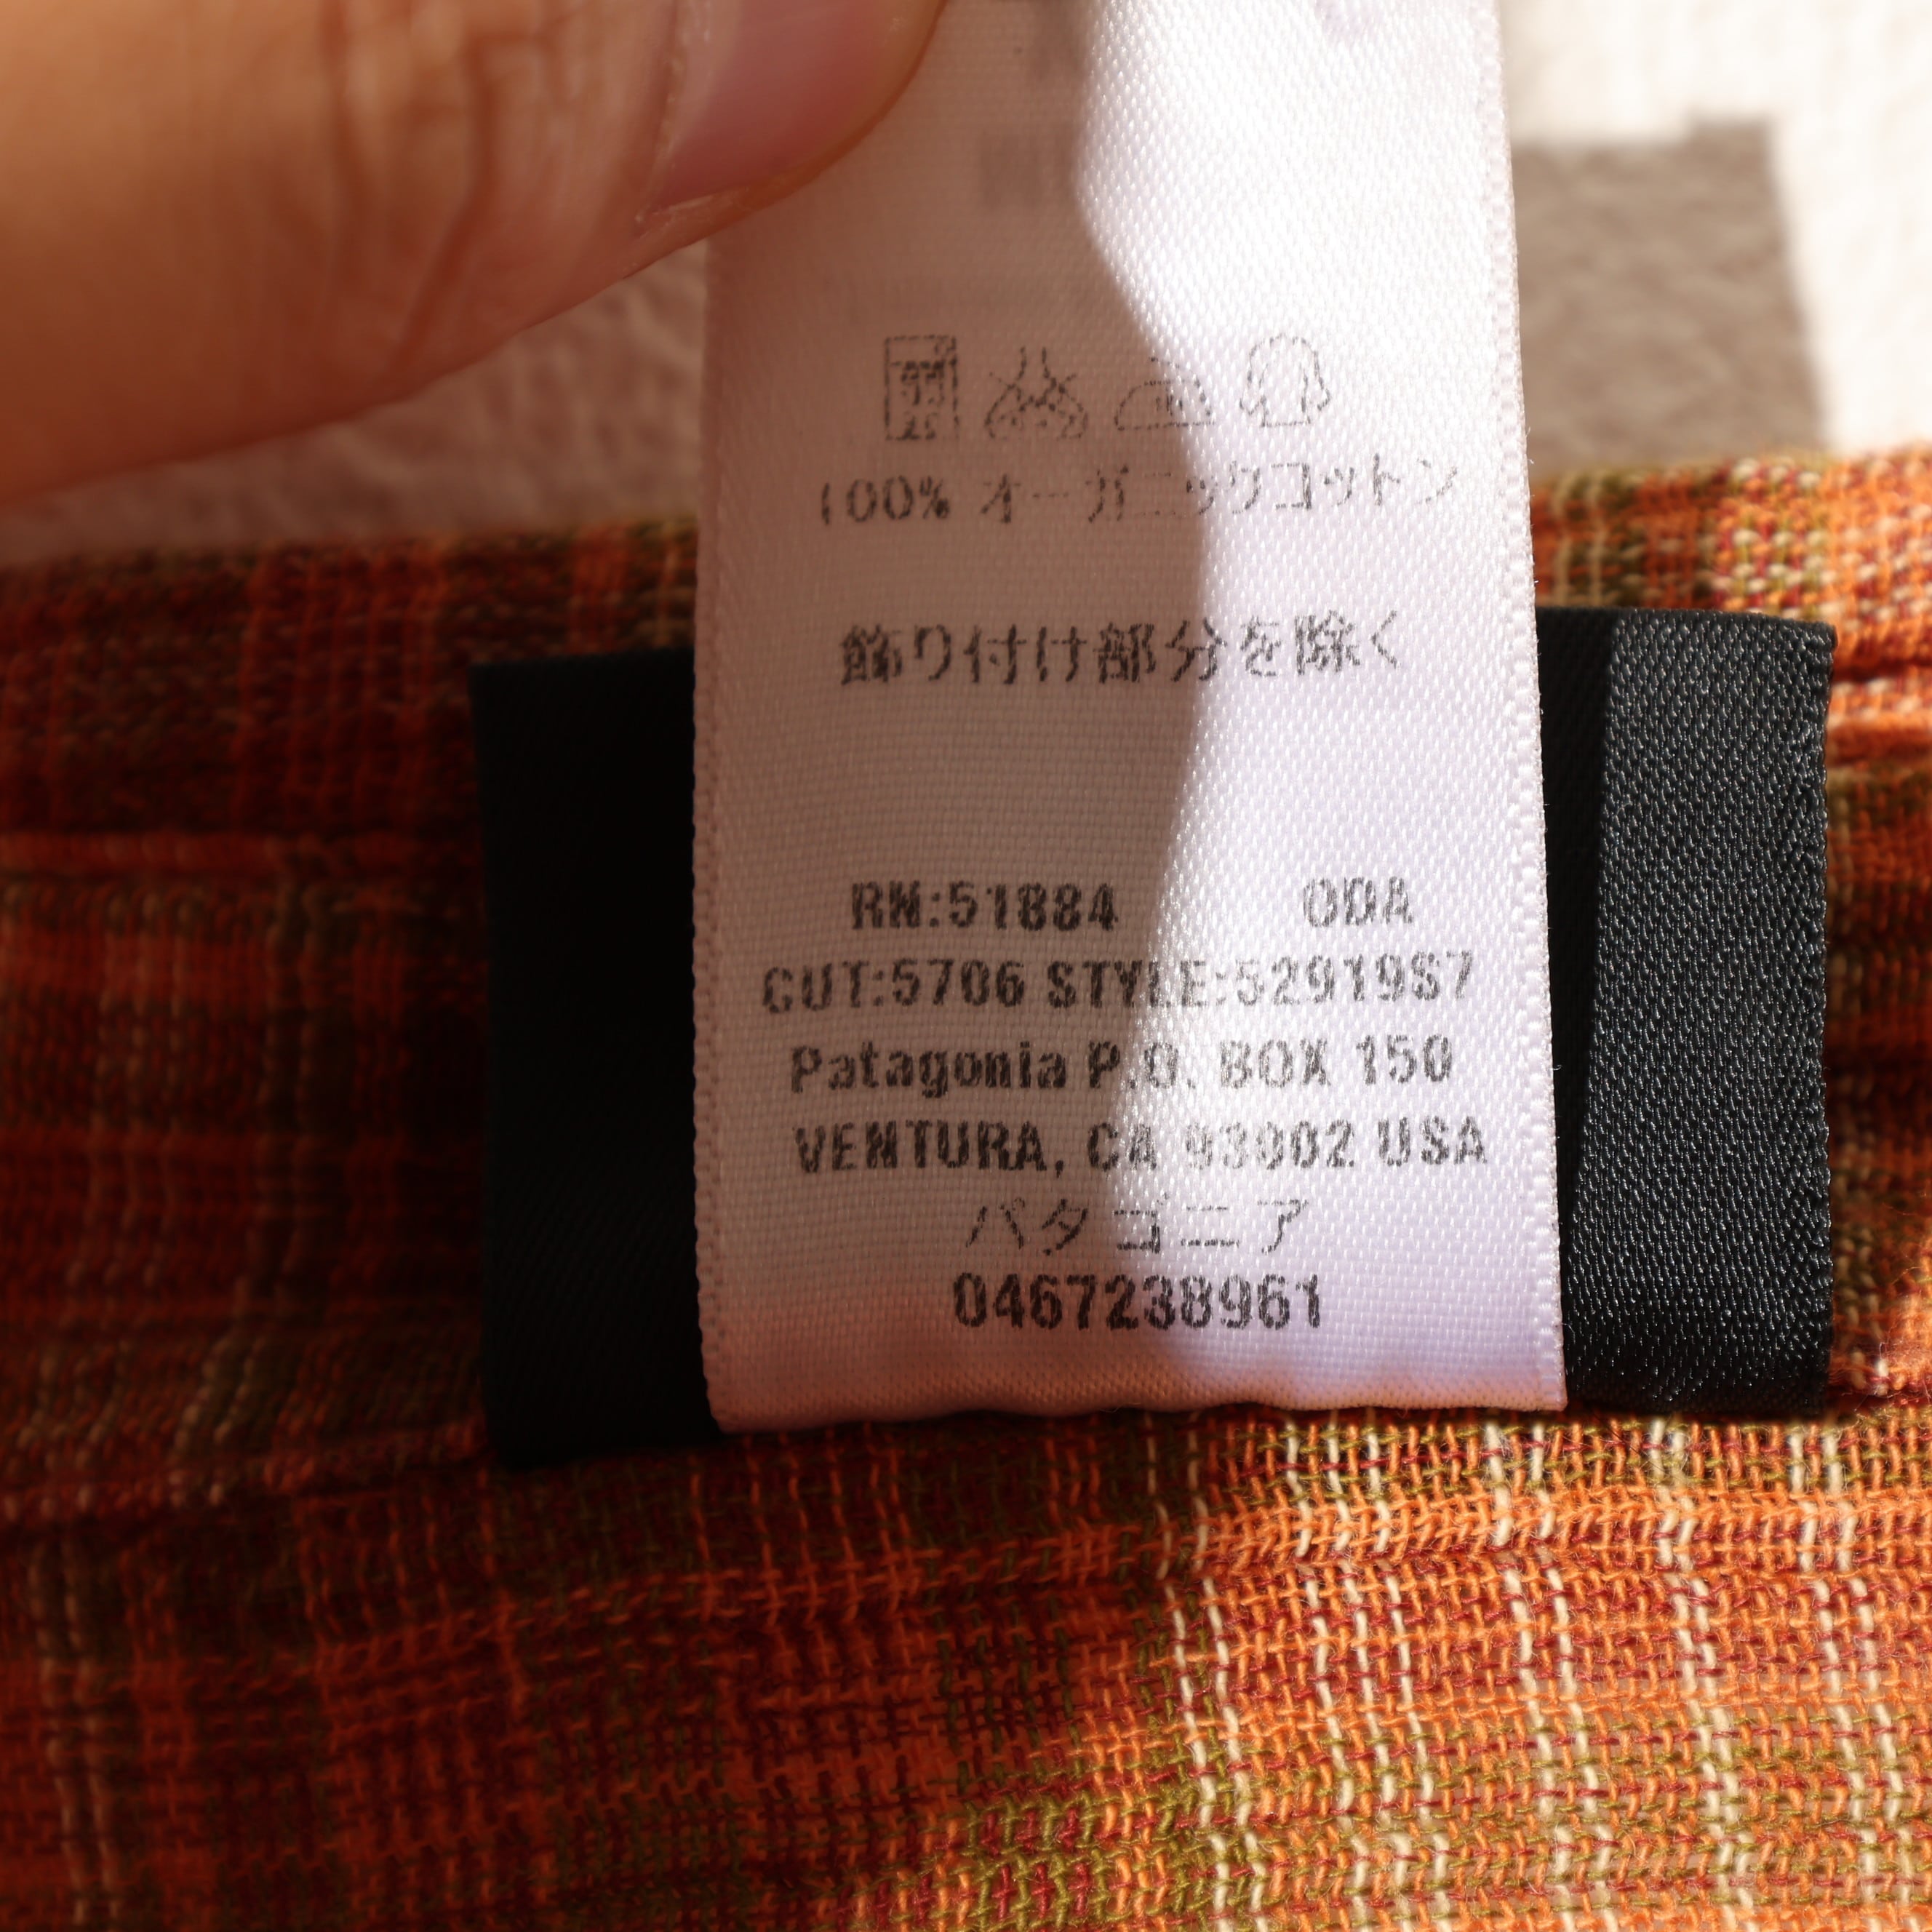 100% オーガニックコットン
飾り付け部分を除く
RN:51884 ODA
CUT:5706 STYLE:52919S7
Patagonia P.O. BOX 150
VENTURA, CA 93002 USA
パタゴニア
0467238961